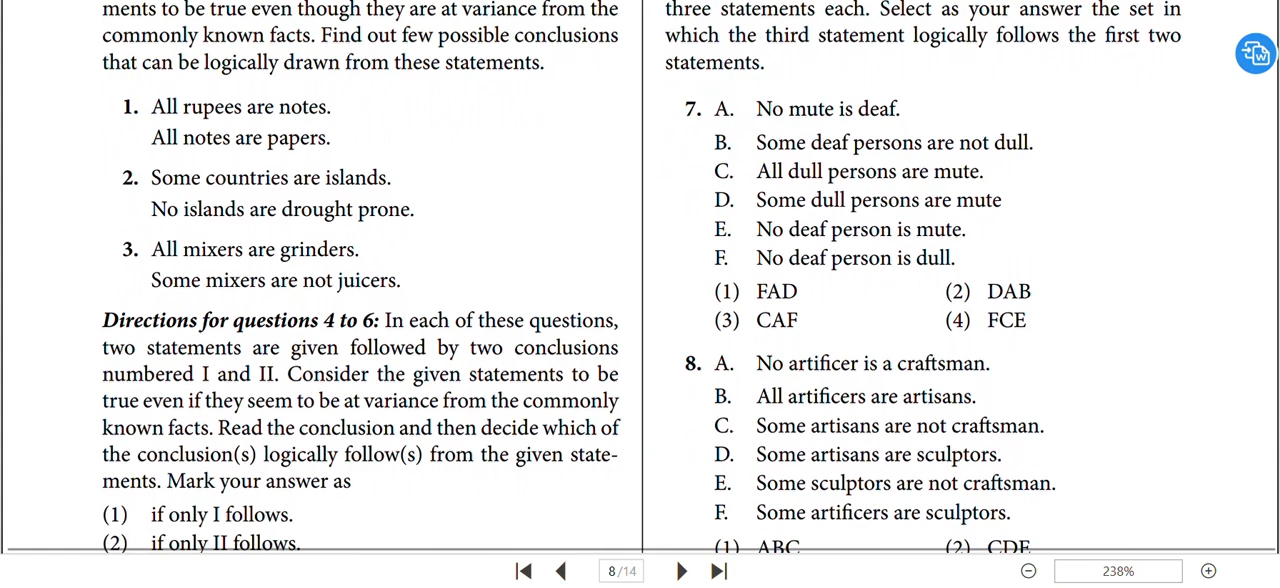 ments to be true even though they are at variance from the
commonly known facts. Find out few possible conclusions
that can be logically drawn from these statements.
1. All rupees are notes.
All notes are papers.
2. Some countries are islands.
No islands are drought prone.
3. All mixers are grinders.
Some mixers are not juicers.
Directions for questions 4 to 6: In each of these questions,
two statements are given followed by two conclusions
numbered I and II. Consider the given statements to be
true even if they seem to be at variance from the commonly
known facts. Read the conclusion and then decide which of
the conclusion(s) logically follow(s) from the given state-
ments. Mark your answer as
(1) if only I follows.
(2) if only II follows.
three statements each. Select as your answer the set in
which the third statement logically follows the first two
statements.
7. A. No mute is deaf.
B. Some deaf persons are not dull.
C. All dull persons are mute.
D. Some dull persons are mute
E. No deaf person is mute.
F. No deaf person is dull.
(1) FAD (2) DAB
(3) CAF (4) FCE
8. A. No artificer is a craftsman.
B. All artificers are artisans.
C. Some artisans are not craftsman.
D. Some artisans are sculptors.
E. Some sculptors are not craftsman.
F. Some artificers are sculptors.
(1) ABC (2) CDE
W
8/14
238%